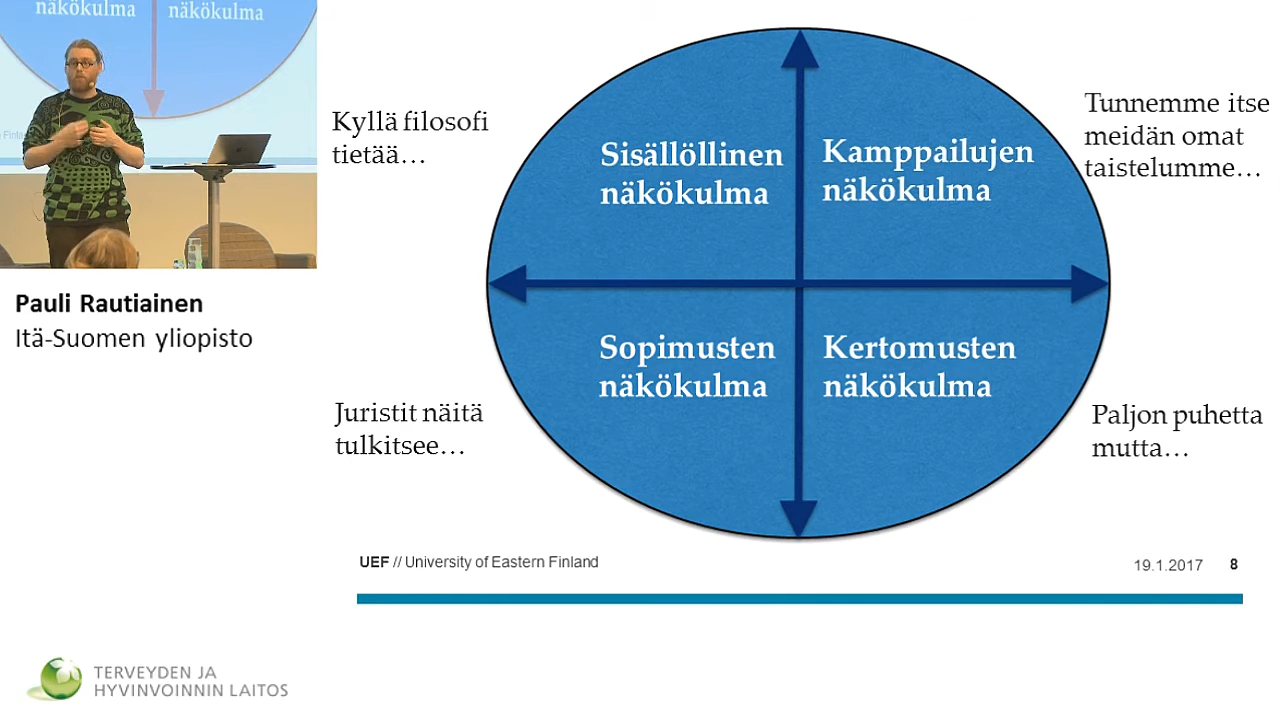 näkökulma
näkökulma
Pauli Rautiainen
Itä-Suomen yliopisto
Kyllä filosofi
tietää…
Sisällöllinen
näkökulma
Kamppailujen
näkökulma
Tunnemme itse
meidän omat
taistelumme…
Juristit näitä
tulkitsee…
Sopimusten
näkökulma
Kertomusten
näkökulma
Paljon puhetta
mutta…
UEF // University of Eastern Finland
19.1.2017
8
TERVEYDEN JA
HYVINVOINNIN LAITOS